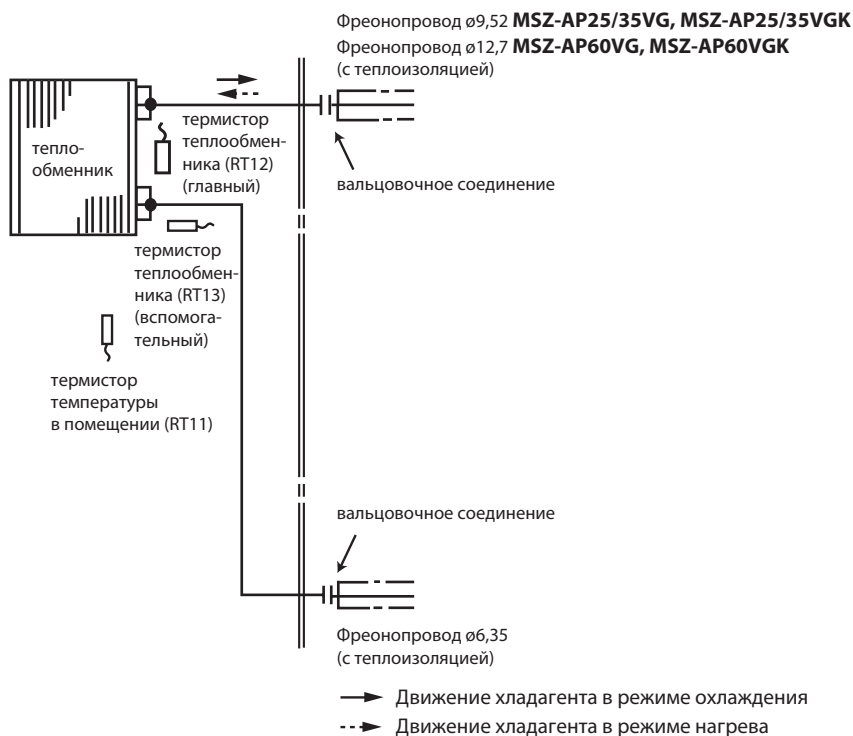 Фреонопровод ø9,52 MSZ-AP25/35VG, MSZ-AP25/35VGK
Фреонопровод ø12,7 MSZ-AP60VG, MSZ-AP60VGK
(с теплоизоляцией)
тепло-
обменник
термистор
теплообмен-
ника (RT12)
(главный)
вальцовочное соединение
термистор
теплообмен-
ника (RT13)
(вспомога-
тельный)
термистор
температуры
в помещении (RT11)
вальцовочное соединение
Фреонопровод ø6,35
(с теплоизоляцией)
Движение хладагента в режиме охлаждения
Движение хладагента в режиме нагрева